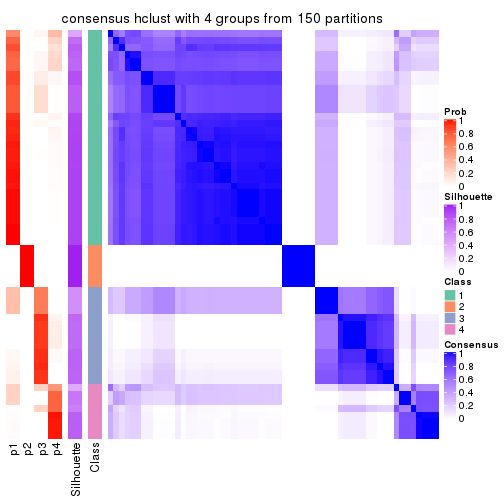 consensus hclust with 4 groups from 150 partitions
Prob
1
0.8
0.6
0.4
0.2
0
Silhouette
1
0.8
0.6
0.4
0.2
0
Class
1
2
3
4
Consensus
1
0.8
0.6
0.4
0.2
0
p1
p2
p3
p4
Silhouette
Class